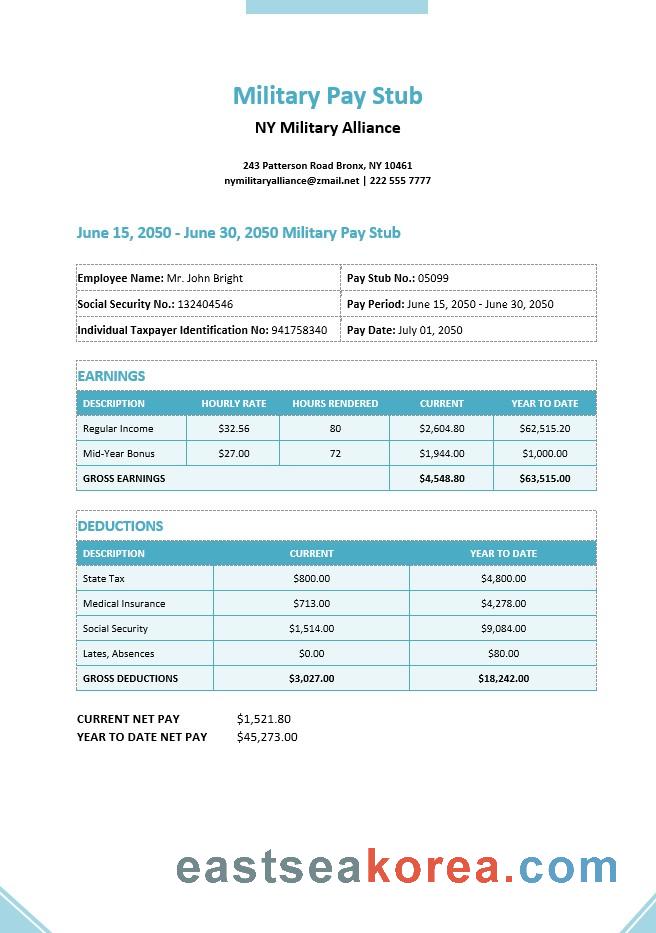 Military Pay Stub
NY Military Alliance
243 Patterson Road Bronx, NY 10461
nymilitaryalliance@zmail.net | 222 555 7777
June 15, 2050 - June 30, 2050 Military Pay Stub
Employee Name: Mr. John Bright Pay Stub No.: 05099
Social Security No.: 132404546 Pay Period: June 15, 2050 - June 30, 2050
Individual Taxpayer Identification No: 941758340 Pay Date: July 01, 2050
EARNINGS
DESCRIPTION HOURLY RATE HOURS RENDERED CURRENT YEAR TO DATE
Regular Income $32.56 80 $2,604.80 $62,515.20
Mid-Year Bonus $27.00 72 $1,944.00 $1,000.00
GROSS EARNINGS $4,548.80 $63,515.00
DEDUCTIONS
DESCRIPTION CURRENT YEAR TO DATE
State Tax $800.00 $4,800.00
Medical Insurance $713.00 $4,278.00
Social Security $1,514.00 $9,084.00
Lates, Absences $0.00 $80.00
GROSS DEDUCTIONS $3,027.00 $18,242.00
CURRENT NET PAY $1,521.80
YEAR TO DATE NET PAY $45,273.00
eastseakorea.com